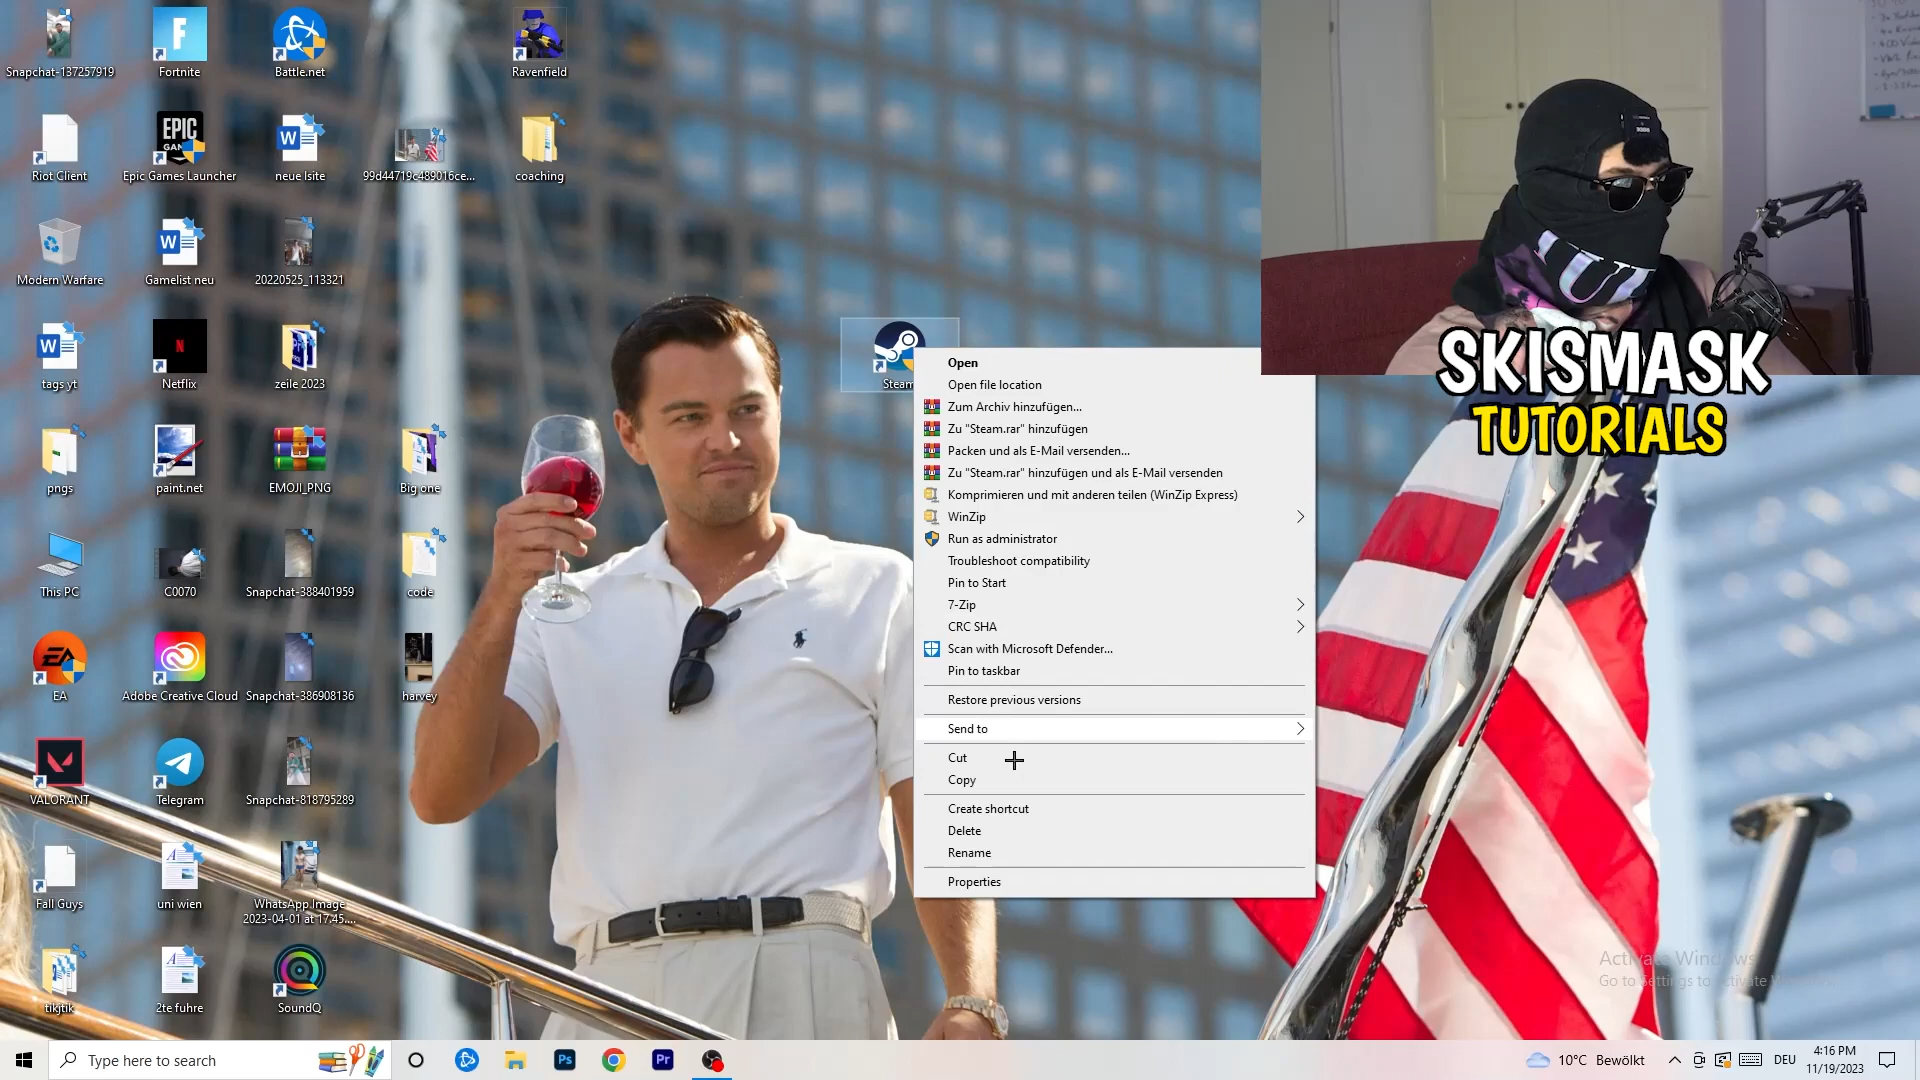 Snapchat-137257919
Fortnite
Battle.net
Ravenfield
Riot Client
EPIC
Epic Games Launcher
neue lsite
99d44719c489016ce...
coaching
Modern Warfare
Gamelist neu
20220525_113321
tags yt
Netflix
zeile 2023
Steam
pngs
paint.net
EMOJI_PNG
Big one
This PC
C0070
Snapchat-388401959
code
EA
Adobe Creative Cloud
Snapchat-386908136
harvey
VALORANT
Telegram
Snapchat-818795289
Fall Guys
uni wien
WhatsApp Image
2023-04-01 at 17.45....
tiktjik
2te fuhre
SoundQ
Open
Open file location
Zum Archiv hinzufügen...
Zu "Steam.rar" hinzufügen
Packen und als E-Mail versenden...
Zu "Steam.rar" hinzufügen und als E-Mail versenden
Komprimieren und mit anderen teilen (WinZip Express)
WinZip
Run as administrator
Troubleshoot compatibility
Pin to Start
7-Zip
CRC SHA
Scan with Microsoft Defender...
Pin to taskbar
Restore previous versions
Send to
Cut
Copy
Create shortcut
Delete
Rename
Properties
SKISMASK
TUTORIALS
Activate Windows
Go to Settings to activate
Type here to search
Ps
Pr
10°C Bewölkt
DEU
4:16 PM
11/19/2023